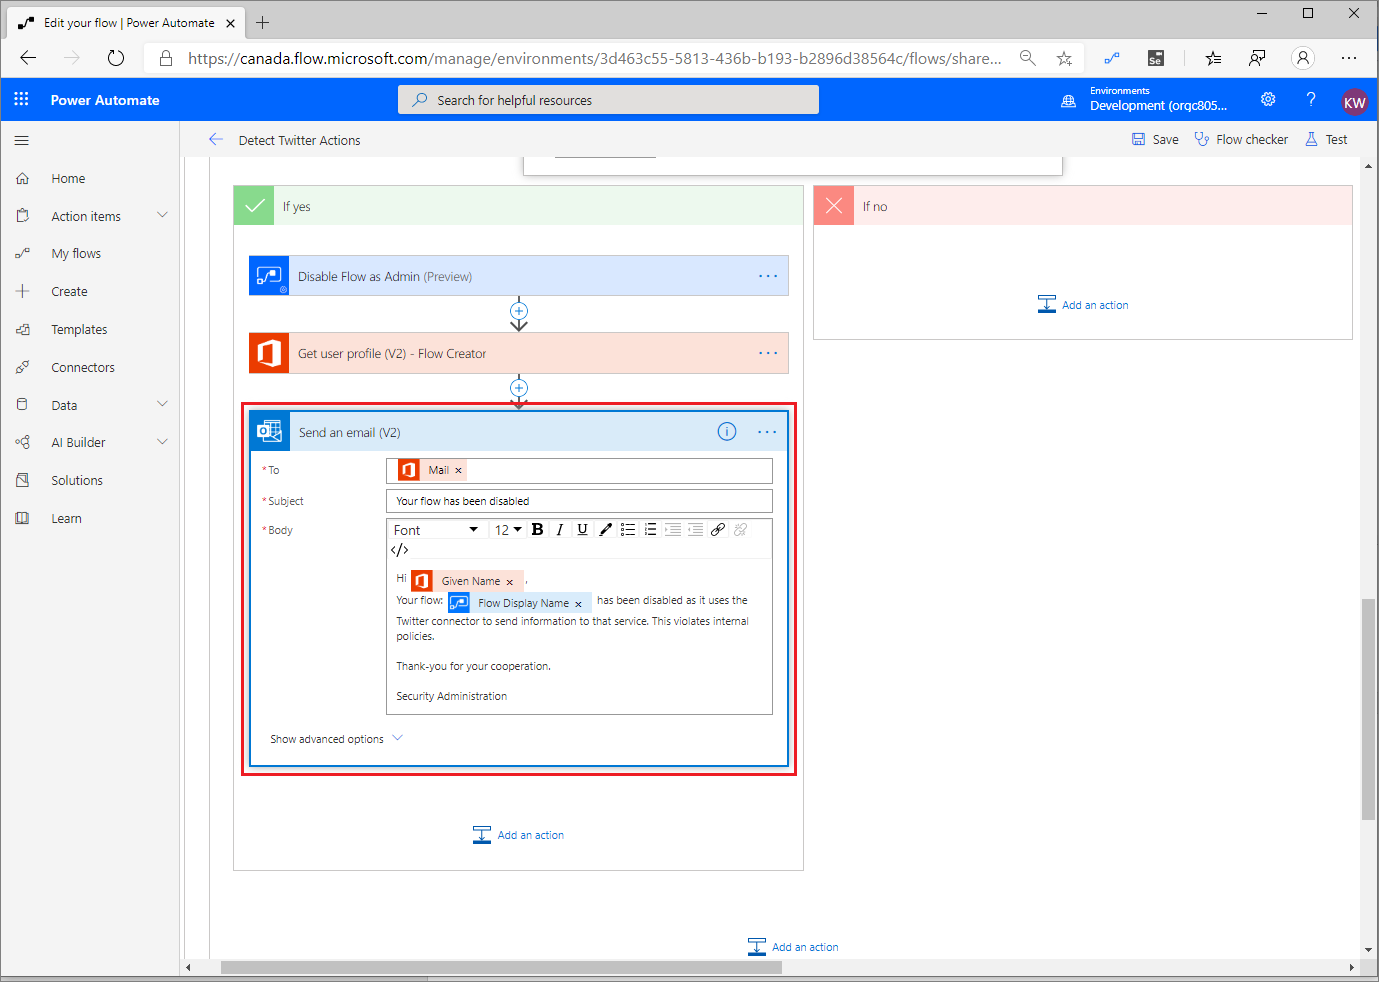 Edit your flow | Power Automate
https://canada.flow.microsoft.com/manage/environments/3d463c55-5813-436b-b193-b2896d38564c/flows/share...
Se
Power Automate
Search for helpful resources
Environments
Development (orgc805...
?
KW
Detect Twitter Actions
Save
Flow checker
Test
Home
Action items
My flows
Create
Templates
Connectors
Data
AI Builder
Solutions
Learn
If yes
If no
Disable Flow as Admin (Preview)
Add an action
Get user profile (V2) - Flow Creator
Send an email (V2)
* To
Mail ×
* Subject
Your flow has been disabled
* Body
Font 12 B I U
</>
Hi Given Name × ,
Your flow: Flow Display Name × has been disabled as it uses the
Twitter connector to send information to that service. This violates internal
policies.
Thank-you for your cooperation.
Security Administration
Show advanced options
Add an action
Add an action